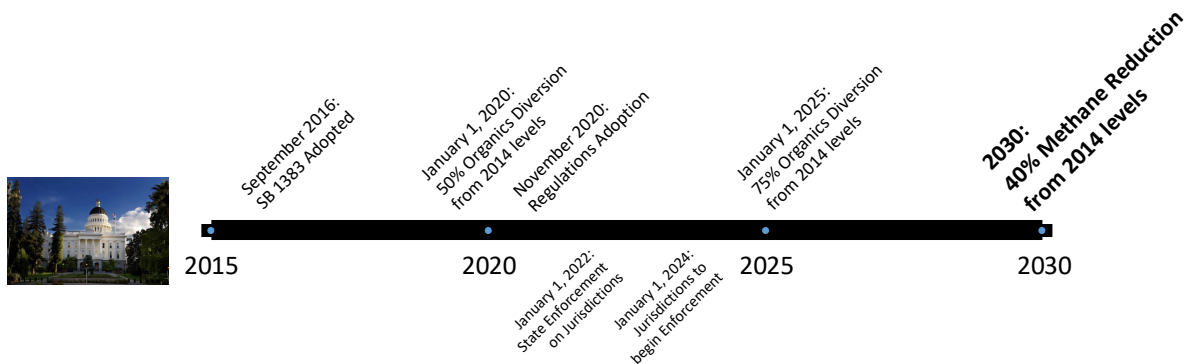 September 2016:
SB 1383 Adopted
January 1, 2020:
50% Organics Diversion
from 2014 levels
November 2020:
Regulations Adoption
January 1, 2025:
75% Organics Diversion
from 2014 levels
2030:
40% Methane Reduction
from 2014 levels
2015
2020
2025
2030
January 1, 2022:
State Enforcement
on Jurisdictions
January 1, 2024:
Jurisdictions to
begin Enforcement